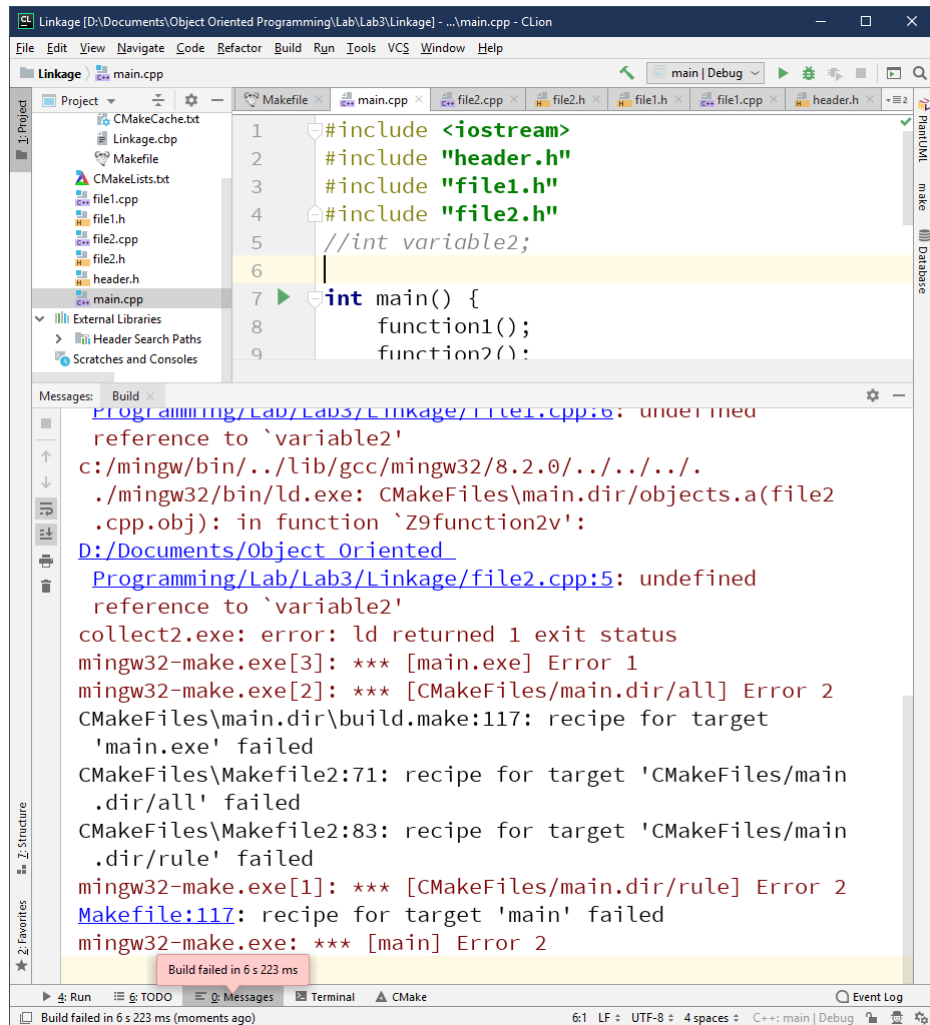 Linkage [D:\Documents\Object Oriented Programming\Lab\Lab3\Linkage] - ...\main.cpp - CLion
File Edit View Navigate Code Refactor Build Run Tools VCS Window Help
Linkage main.cpp main | Debug
1: Project
Project
CMakeCache.txt
Linkage.cbp
Makefile
CMakeLists.txt
file1.cpp
file1.h
file2.cpp
file2.h
header.h
main.cpp
External Libraries
Header Search Paths
Scratches and Consoles
Makefile main.cpp file2.cpp file2.h file1.h file1.cpp header.h 2
1 #include <iostream>
2 #include "header.h"
3 #include "file1.h"
4 #include "file2.h"
5 //int variable2;
6
7 int main() {
8 function1();
9 function2();
PlantUML
make
Database
Messages: Build
Programming/Lab/Lab3/Linkage/file1.cpp:6: undefined
reference to `variable2'
c:/mingw/bin/../lib/gcc/mingw32/8.2.0/../../../.
./mingw32/bin/ld.exe: CMakeFiles\main.dir/objects.a(file2
.cpp.obj): in function `Z9function2v':
D:/Documents/Object Oriented
Programming/Lab/Lab3/Linkage/file2.cpp:5: undefined
reference to `variable2'
collect2.exe: error: ld returned 1 exit status
mingw32-make.exe[3]: *** [main.exe] Error 1
mingw32-make.exe[2]: *** [CMakeFiles/main.dir/all] Error 2
CMakeFiles\main.dir\build.make:117: recipe for target
'main.exe' failed
CMakeFiles\Makefile2:71: recipe for target 'CMakeFiles/main
.dir/all' failed
CMakeFiles\Makefile2:83: recipe for target 'CMakeFiles/main
.dir/rule' failed
mingw32-make.exe[1]: *** [CMakeFiles/main.dir/rule] Error 2
Makefile:117: recipe for target 'main' failed
mingw32-make.exe: *** [main] Error 2
Z: Structure
2: Favorites
Build failed in 6 s 223 ms
4: Run 6: TODO 0: Messages Terminal CMake Event Log
Build failed in 6 s 223 ms (moments ago) 6:1 LF UTF-8 4 spaces C++: main | Debug